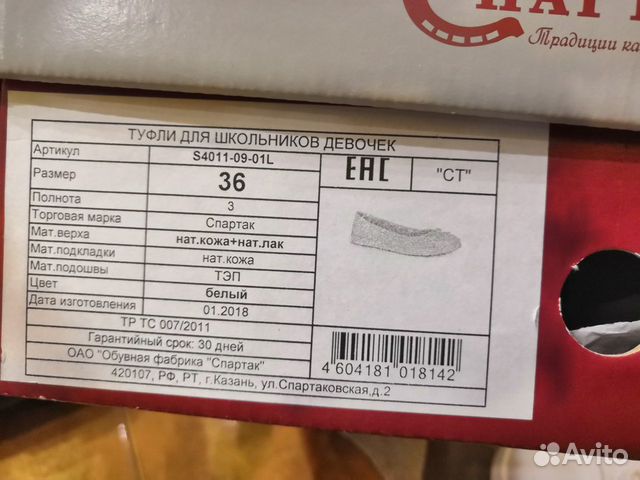 Традиции ка
ТУФЛИ ДЛЯ ШКОЛЬНИКОВ ДЕВОЧЕК
Артикул S4011-09-01L
Размер 36
Полнота 3
Торговая марка Спартак
Мат.верха нат.кожа+нат.лак
Мат.подкладки нат.кожа
Мат.подошвы ТЭП
Цвет белый
Дата изготовления 01.2018
ТР ТС 007/2011
Гарантийный срок: 30 дней
ОАО "Обувная фабрика "Спартак"
420107, РФ, РТ, г.Казань, ул.Спартаковская,д.2
ЕАС "СТ"
4 604181 018142
Avito